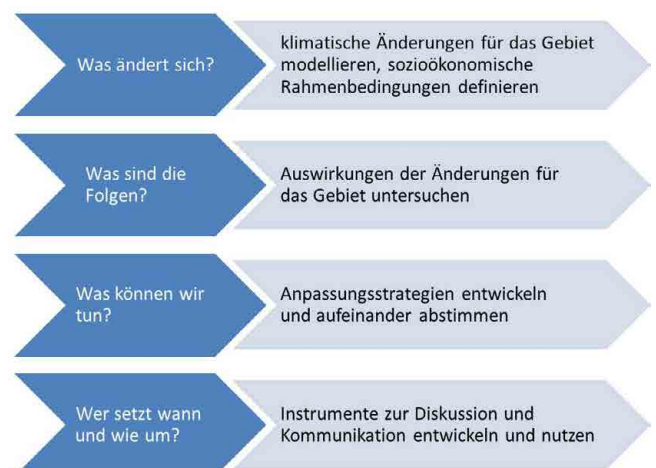 Was ändert sich?
klimatische Änderungen für das Gebiet
modellieren, sozioökonomische
Rahmenbedingungen definieren
Was sind die
Folgen?
Auswirkungen der Änderungen für
das Gebiet untersuchen
Was können wir
tun?
Anpassungsstrategien entwickeln
und aufeinander abstimmen
Wer setzt wann
und wie um?
Instrumente zur Diskussion und
Kommunikation entwickeln und nutzen